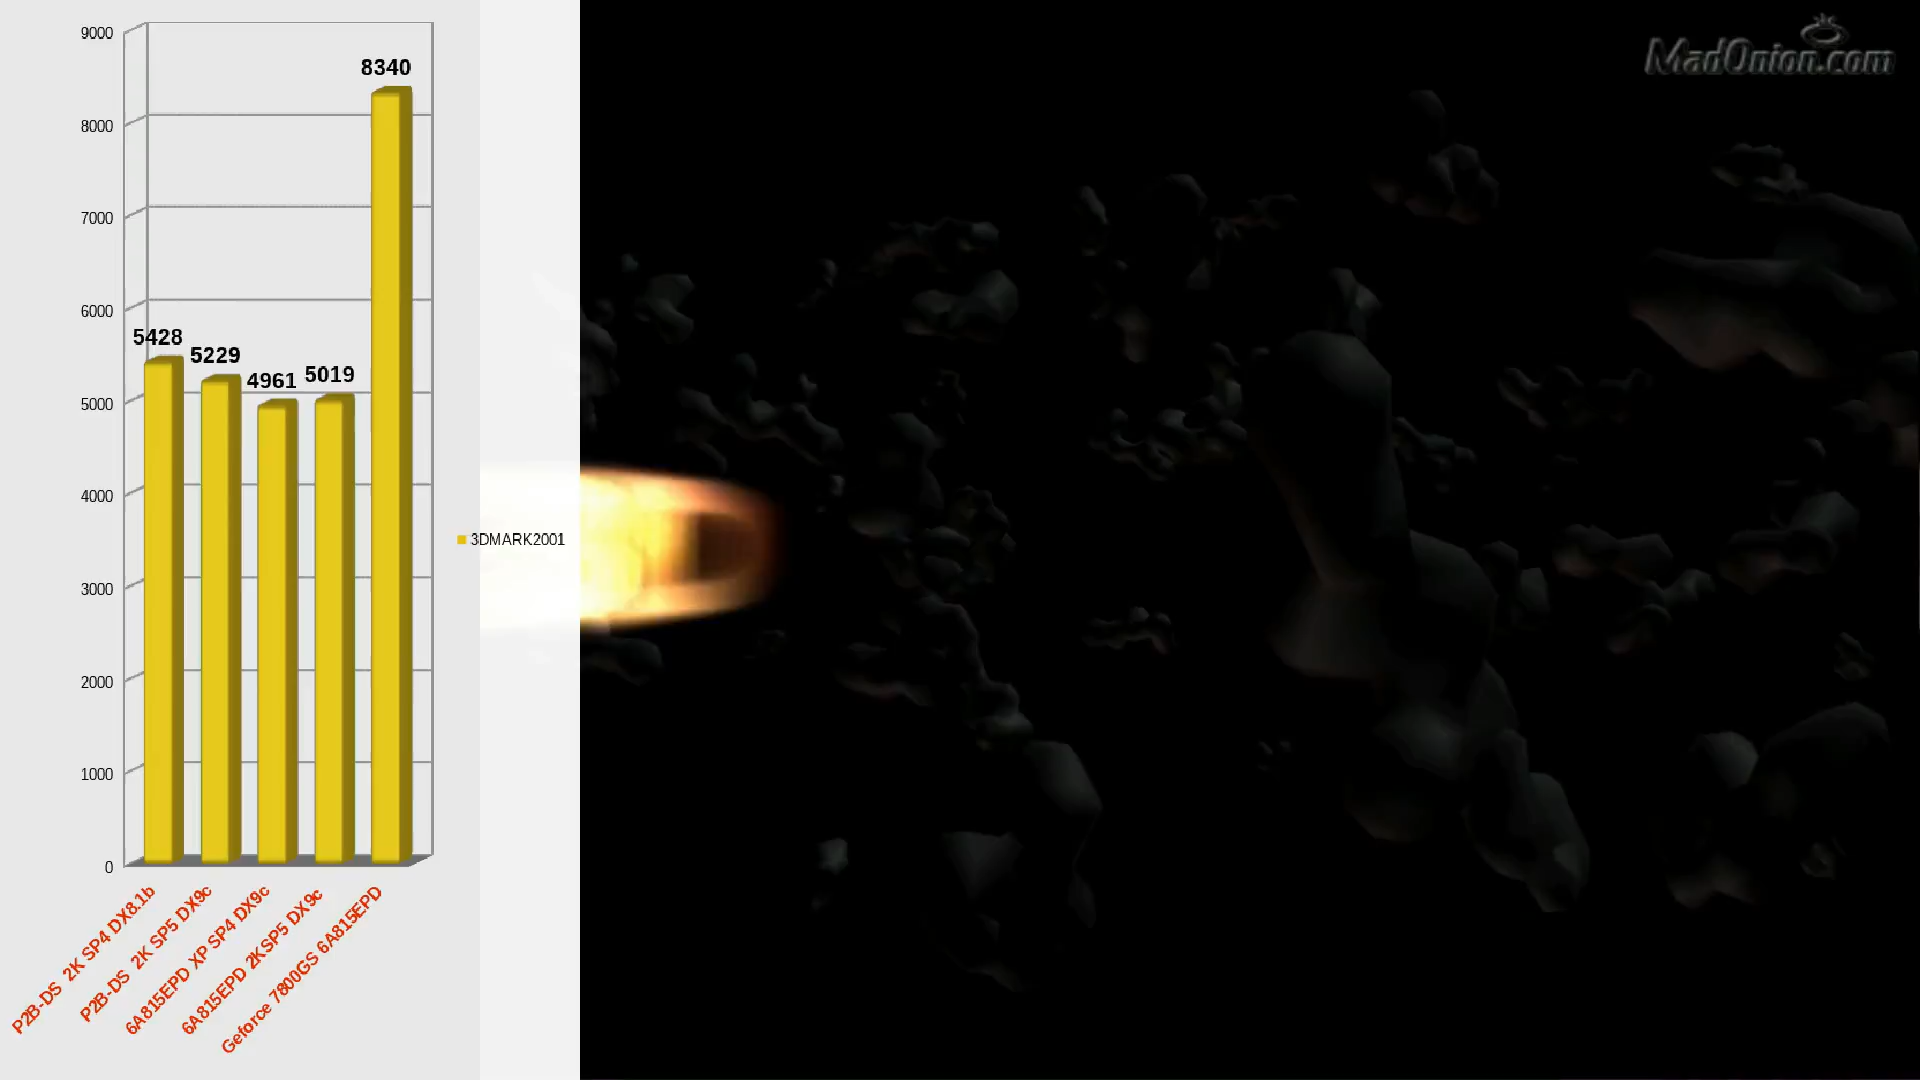 9000
8000
7000
6000
5000
4000
3000
2000
1000
0
5428
5229
4961
5019
8340
P2B-DS 2K SP4 DX8.1b
P2B-DS 2K SP5 DX9c
6A815EPD XP SP4 DX9c
6A815EPD 2KSP5 DX9c
Geforce 7800GS 6A815EPD
3DMARK2001
MadOnion.com